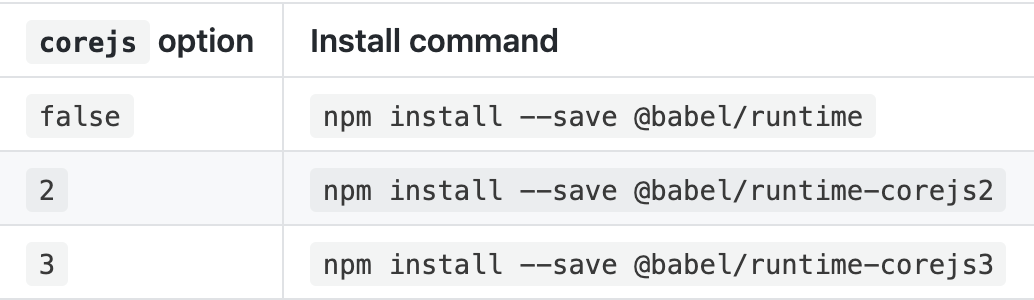 corejs option Install command
false npm install --save @babel/runtime
2 npm install --save @babel/runtime-corejs2
3 npm install --save @babel/runtime-corejs3